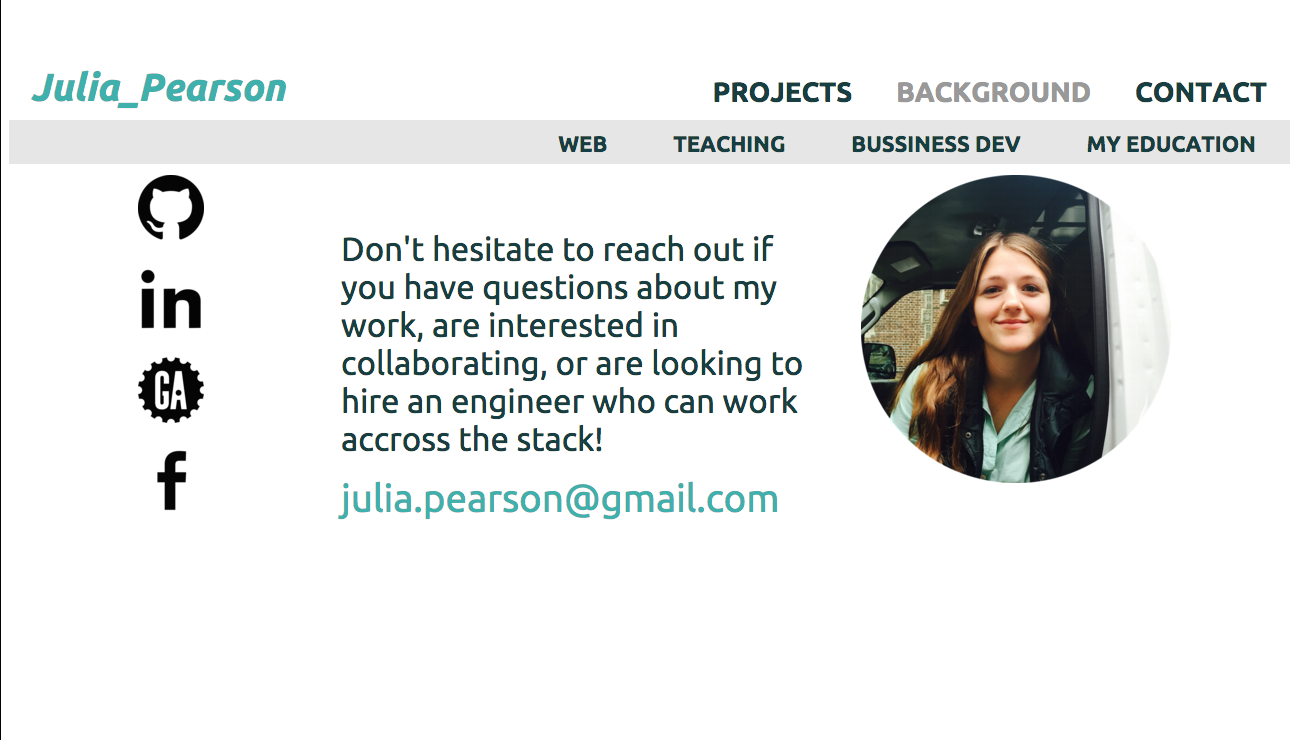 Julia_Pearson
PROJECTS BACKGROUND CONTACT
WEB TEACHING BUSSINESS DEV MY EDUCATION
in
GA
f
Don't hesitate to reach out if
you have questions about my
work, are interested in
collaborating, or are looking to
hire an engineer who can work
accross the stack!
julia.pearson@gmail.com